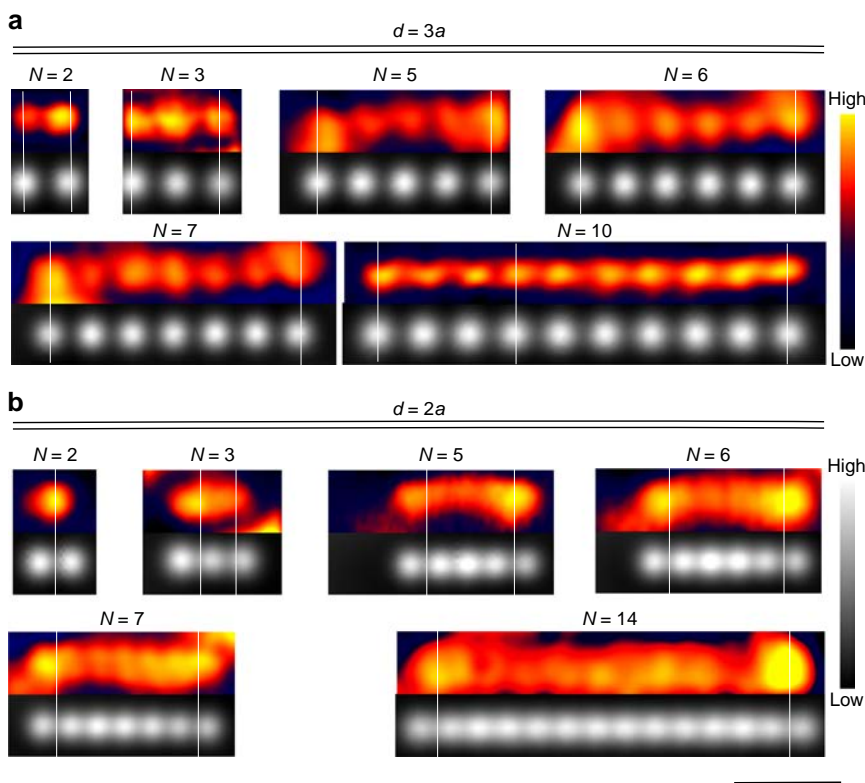 a
d = 3a
N = 2
N = 3
N = 5
N = 6
High
N = 7
N = 10
Low
b
d = 2a
N = 2
N = 3
N = 5
N = 6
High
N = 7
N = 14
Low